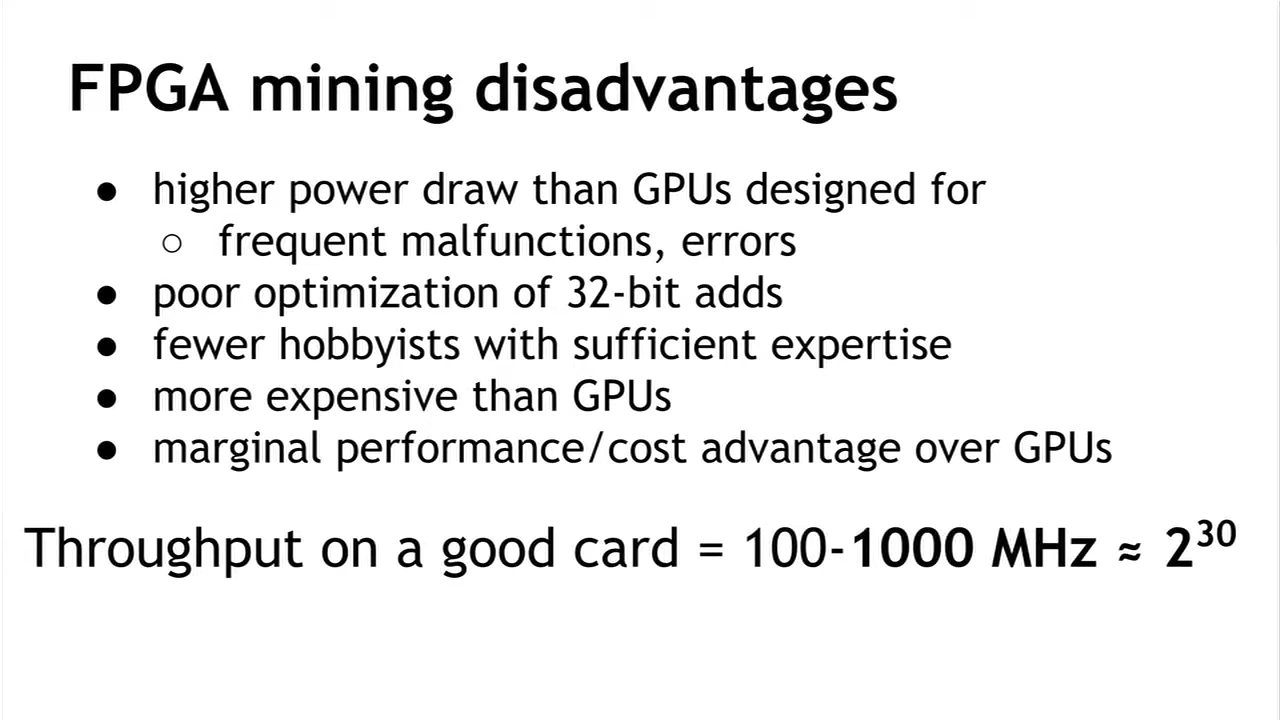 FPGA mining disadvantages
● higher power draw than GPUs designed for
○ frequent malfunctions, errors
● poor optimization of 32-bit adds
● fewer hobbyists with sufficient expertise
● more expensive than GPUs
● marginal performance/cost advantage over GPUs
Throughput on a good card = 100-1000 MHz ≈ 2³⁰